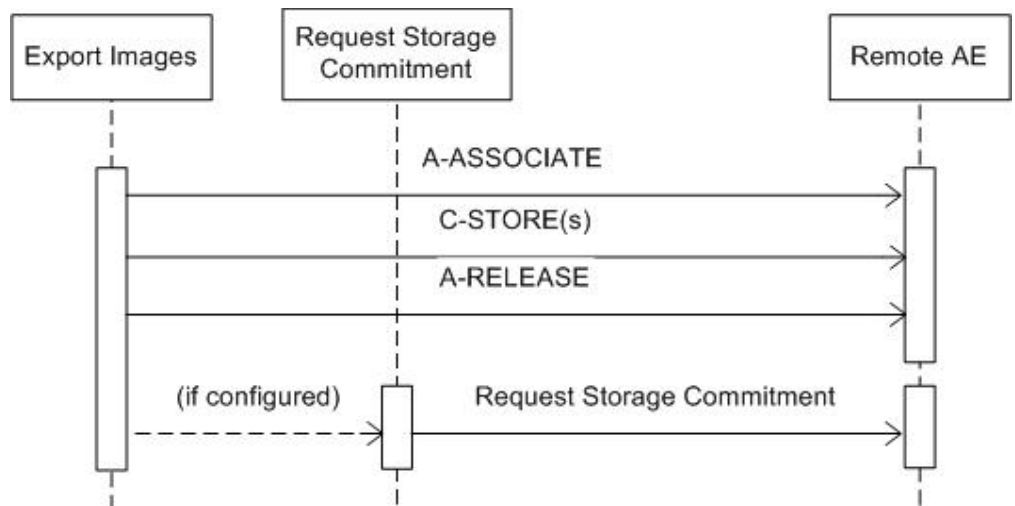 Export Images
Request Storage
Commitment
Remote AE
A-ASSOCIATE
C-STORE(s)
A-RELEASE
(if configured)
Request Storage Commitment